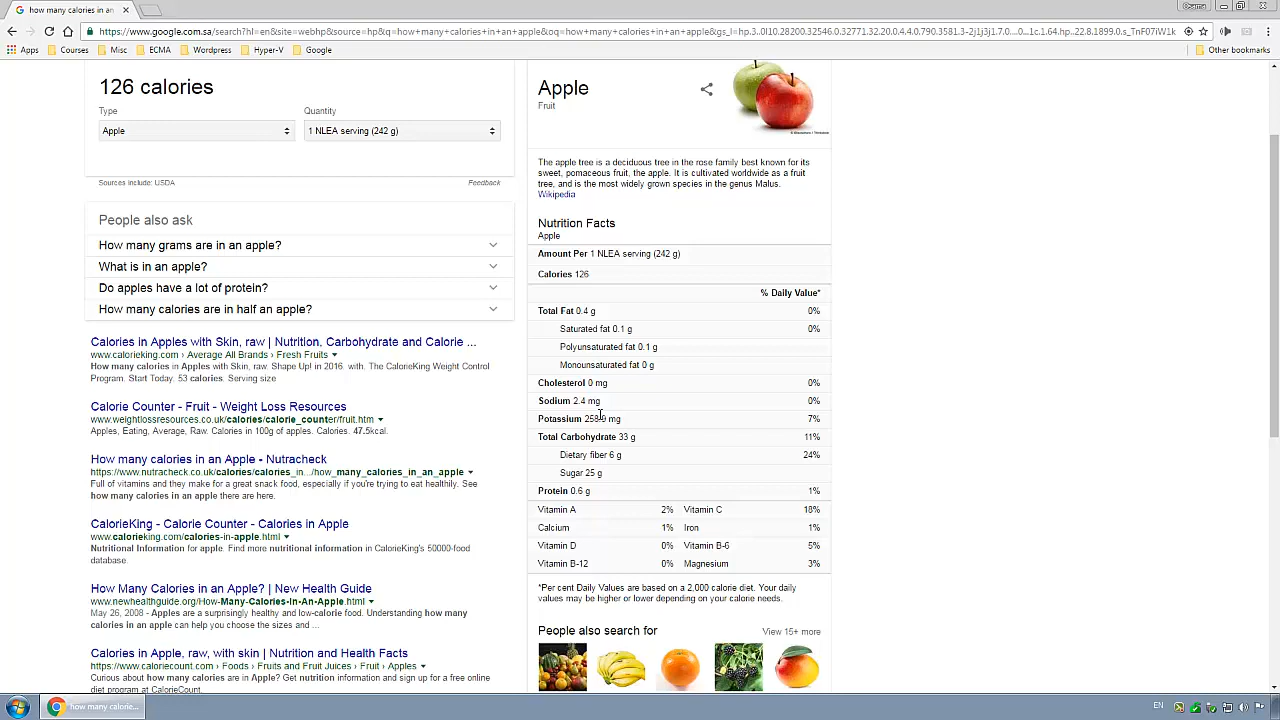 how many calories in an
https://www.google.com.sa/search?hl=en&site=webhp&source=hp&q=how+many+calories+in+an+apple&oq=how+many+calories+in+an+apple&gs_l=hp.3..0l10.28200.32546.0.32771.32.20.0.4.4.0.790.3581.3-2j1j3j1.7.0....0...1c.1.64.hp..22.8.1899.0.s_TnF07iW1k
Apps Courses Misc ECMA Wordpress Hyper-V Google Other bookmarks
126 calories
Type Quantity
Apple 1 NLEA serving (242 g)
Sources include: USDA Feedback
People also ask
How many grams are in an apple?
What is in an apple?
Do apples have a lot of protein?
How many calories are in half an apple?
Calories in Apples with Skin, raw | Nutrition, Carbohydrate and Calorie ...
www.calorieking.com › Average All Brands › Fresh Fruits
How many calories in Apples with Skin, raw. Shape Up! in 2016. with. The CalorieKing Weight Control
Program. Start Today. 53 calories. Serving size
Calorie Counter - Fruit - Weight Loss Resources
www.weightlossresources.co.uk/calories/calorie_counter/fruit.htm
Apples, Eating, Average, Raw. Calories in 100g of apples. Calories. 47.5kcal.
How many calories in an Apple? - Nutracheck
https://www.nutracheck.co.uk/calories/calories_in.../how_many_calories_in_an_apple
Full of vitamins and they make for a great snack food, especially if you're trying to eat healthily. See
how many calories in an apple there are here.
CalorieKing - Calorie Counter - Calories in Apple
www.calorieking.com/calories-in-apple.html
Nutritional Information for apple. Find more nutritional information in CalorieKing's 50000-food
database.
How Many Calories in an Apple? | New Health Guide
www.newhealthguide.org/How-Many-Calories-In-An-Apple.html
May 26, 2008 - Apples are a surprisingly healthy and low-calorie food. Understanding how many
calories in an apple can help you choose the sizes and ...
Calories in Apple, raw, with skin | Nutrition and Health Facts
https://www.caloriecount.com › Foods › Fruits and Fruit Juices › Fruit › Apples
Curious about how many calories are in Apple? Get nutrition information and sign up for a free online
diet program at CalorieCount.
Apple
Fruit
The apple tree is a deciduous tree in the rose family best known for its
sweet, pomaceous fruit, the apple. It is cultivated worldwide as a fruit
tree, and is the most widely grown species in the genus Malus.
Wikipedia
Nutrition Facts
Apple
Amount Per 1 NLEA serving (242 g)
Calories 126
% Daily Value*
Total Fat 0.4 g 0%
Saturated fat 0.1 g 0%
Polyunsaturated fat 0.1 g
Monounsaturated fat 0 g
Cholesterol 0 mg 0%
Sodium 2.4 mg 0%
Potassium 258.9 mg 7%
Total Carbohydrate 33 g 11%
Dietary fiber 6 g 24%
Sugar 25 g
Protein 0.6 g 1%
Vitamin A 2% Vitamin C 18%
Calcium 1% Iron 1%
Vitamin D 0% Vitamin B-6 5%
Vitamin B-12 0% Magnesium 3%
*Per cent Daily Values are based on a 2,000 calorie diet. Your daily
values may be higher or lower depending on your calorie needs.
People also search for View 15+ more
how many calorie...
EN